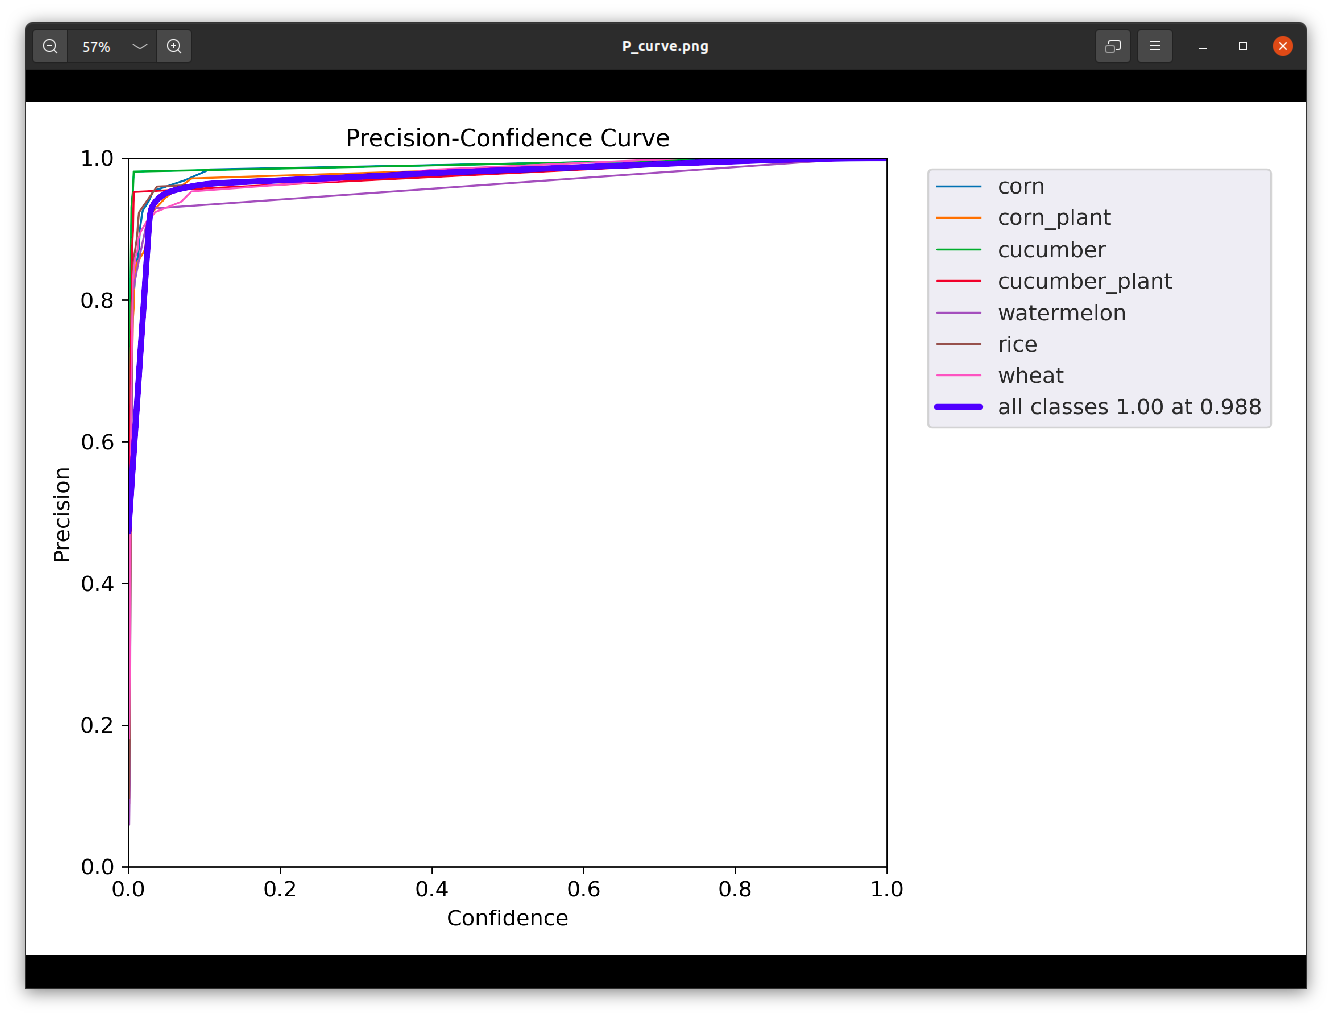 57%
P_curve.png
Precision-Confidence Curve
1.0
0.8
0.6
0.4
0.2
0.0
Precision
0.0 0.2 0.4 0.6 0.8 1.0
Confidence
corn
corn_plant
cucumber
cucumber_plant
watermelon
rice
wheat
all classes 1.00 at 0.988